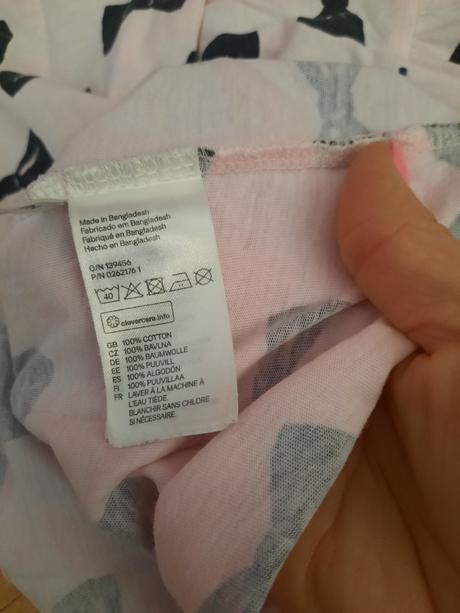 Made in Bangladesh
Fabricado em Bangladesh
Fabriqué en Bangladesh
Hecho en Bangladesh
O/N 139456
P/N 0262176 1
40
clevercare.info
GB 100% COTTON
CZ 100% BAVLNA
DE 100% BAUMWOLLE
EE 100% PUUVILL
ES 100% ALGODÓN
FI 100% PUUVILLAA
FR LAVER À LA MACHINE À
L'EAU TIÈDE.
BLANCHIR SANS CHLORE
SI NÉCESSAIRE.